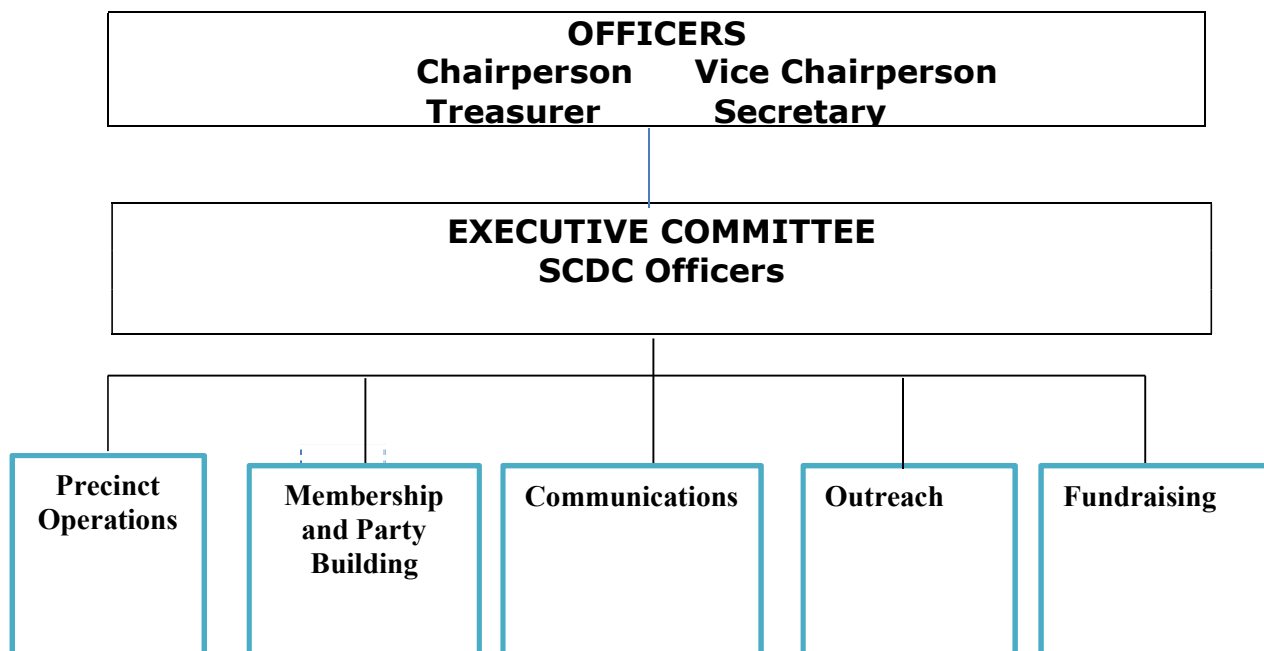 OFFICERS
Chairperson Vice Chairperson
Treasurer Secretary
EXECUTIVE COMMITTEE
SCDC Officers
Precinct
Operations
Membership
and Party
Building
Communications
Outreach
Fundraising